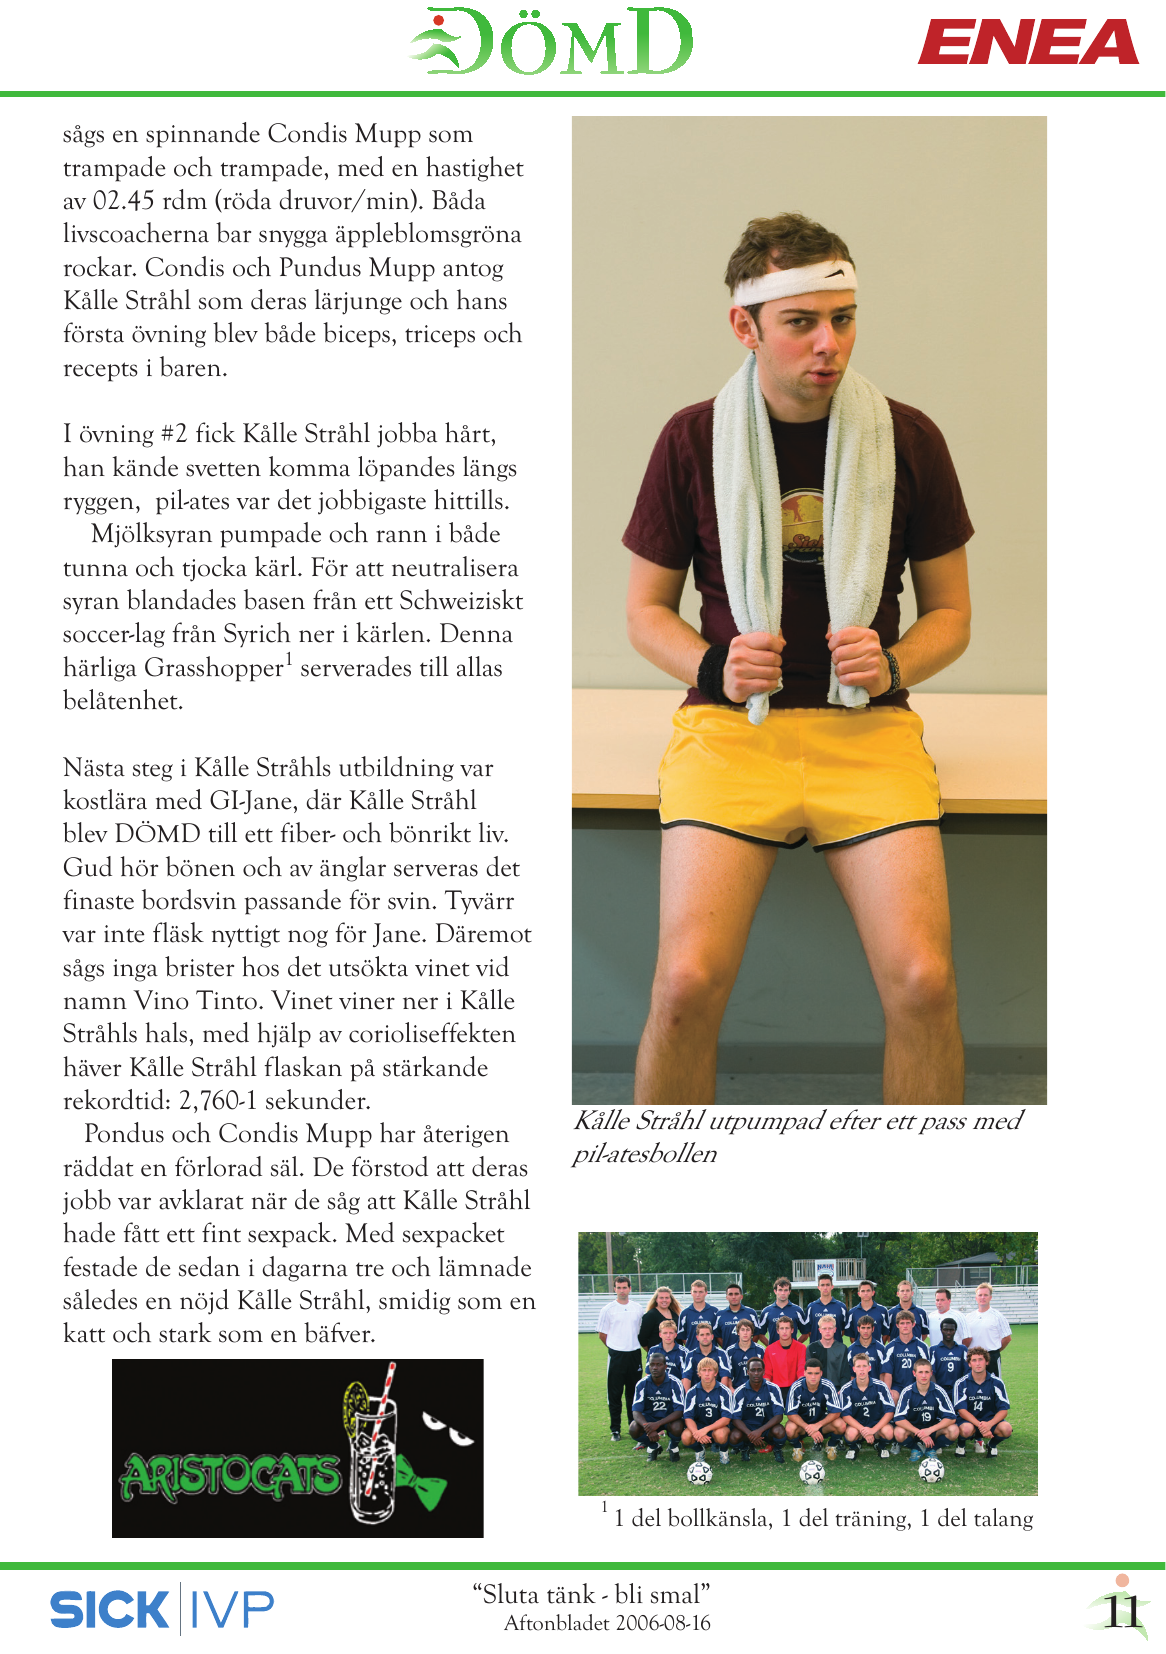 DÖMD
ENEA
sågs en spinnande Condis Mupp som
trampade och trampade, med en hastighet
av 02.45 rdm (röda druvor/min). Båda
livscoacherna bar snygga äppleblomsgröna
rockar. Condis och Pundus Mupp antog
Kålle Stråhl som deras lärjunge och hans
första övning blev både biceps, triceps och
recepts i baren.
I övning #2 fick Kålle Stråhl jobba hårt,
han kände svetten komma löpandes längs
ryggen,  pil-ates var det jobbigaste hittills.
Mjölksyran pumpade och rann i både
tunna och tjocka kärl. För att neutralisera
syran blandades basen från ett Schweiziskt
soccer-lag från Syrich ner i kärlen. Denna
härliga Grasshopper1 serverades till allas
belåtenhet.
Nästa steg i Kålle Stråhls utbildning var
kostlära med GI-Jane, där Kålle Stråhl
blev DÖMD till ett fiber- och bönrikt liv.
Gud hör bönen och av änglar serveras det
finaste bordsvin passande för svin. Tyvärr
var inte fläsk nyttigt nog för Jane. Däremot
sågs inga brister hos det utsökta vinet vid
namn Vino Tinto. Vinet viner ner i Kålle
Stråhls hals, med hjälp av corioliseffekten
häver Kålle Stråhl flaskan på stärkande
rekordtid: 2,760-1 sekunder.
Pondus och Condis Mupp har återigen
räddat en förlorad säl. De förstod att deras
jobb var avklarat när de såg att Kålle Stråhl
hade fått ett fint sexpack. Med sexpacket
festade de sedan i dagarna tre och lämnade
således en nöjd Kålle Stråhl, smidig som en
katt och stark som en bäfver.
ARISTOCATS
Kålle Stråhl utpumpad efter ett pass med
pil-atesbollen
COLUMBIA
22
3
21
11
2
19
14
20
9
1 1 del bollkänsla, 1 del träning, 1 del talang
SICK IVP
“Sluta tänk - bli smal”
Aftonbladet 2006-08-16
11